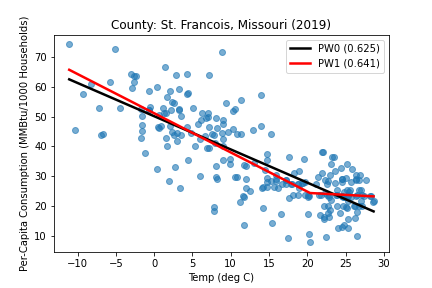 County: St. Francois, Missouri (2019)
Per-Capita Consumption (MMBtu/1000 Households)
70
60
50
40
30
20
10
PW0 (0.625)
PW1 (0.641)
−10 −5 0 5 10 15 20 25 30
Temp (deg C)